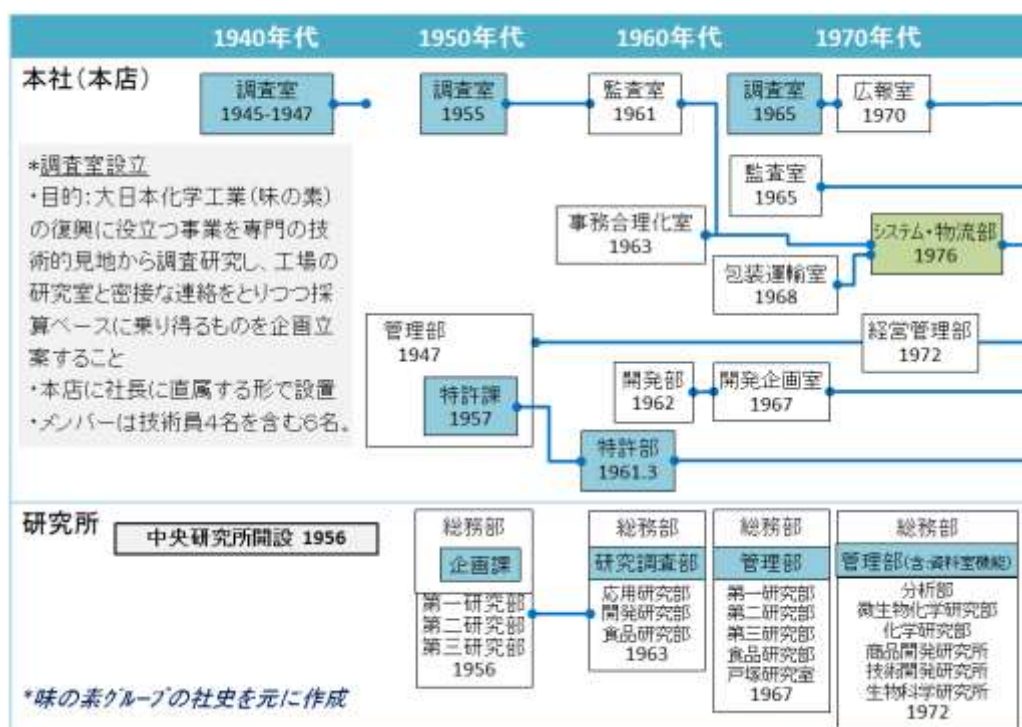 1940年代 1950年代 1960年代 1970年代
本社(本店)
調査室
1945-1947
調査室
1955
監査室
1961
調査室
1965
広報室
1970
*調査室設立
・目的:大日本化学工業(味の素)
の復興に役立つ事業を専門の技
術的見地から調査研究し、工場の
研究室と密接な連絡をとりつつ採
算ベースに乗り得るものを企画立
案すること
・本店に社長に直属する形で設置
・メンバーは技術員4名を含む6名。
監査室
1965
事務合理化室
1963
システム・物流部
1976
包装運輸室
1968
管理部
1947
経営管理部
1972
特許課
1957
開発部
1962
開発企画室
1967
特許部
1961.3
研究所
中央研究所開設 1956
総務部
企画課
第一研究部
第二研究部
第三研究部
1956
総務部
研究調査部
応用研究部
開発研究部
食品研究部
1963
総務部
管理部
第一研究部
第二研究部
第三研究部
食品研究部
戸塚研究室
1967
総務部
管理部(含:資料室機能)
分析部
微生物化学研究部
化学研究部
商品開発研究所
技術開発研究所
生物科学研究所
1972
*味の素グループの社史を元に作成